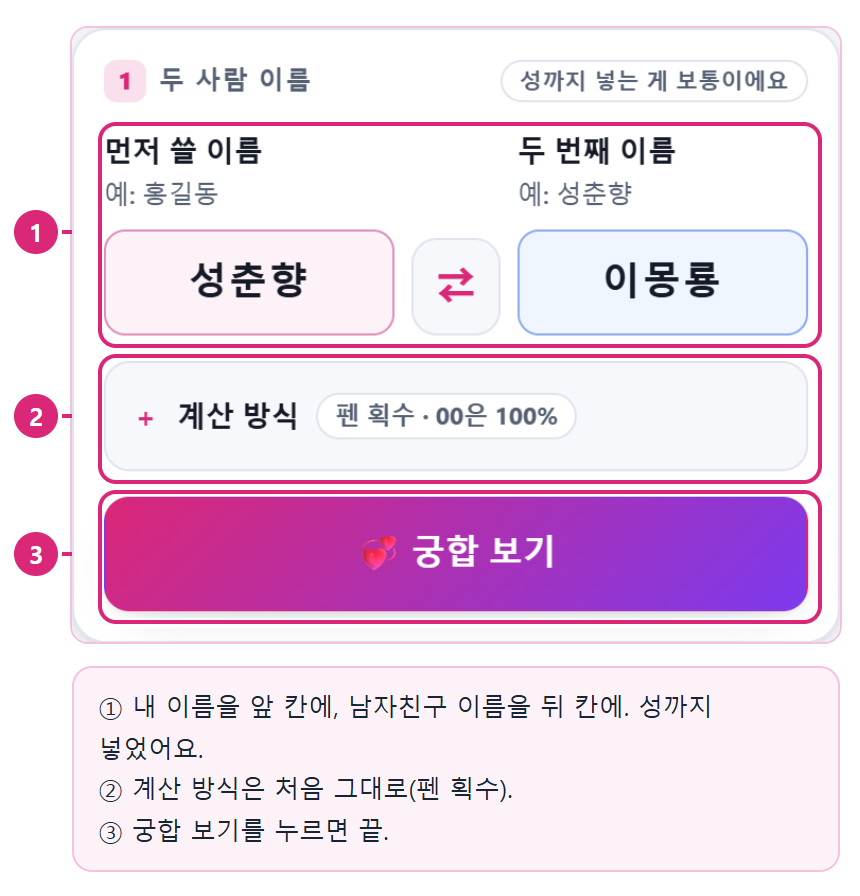 1 두 사람 이름 성까지 넣는 게 보통이에요
먼저 쓸 이름 두 번째 이름
예: 홍길동 예: 성춘향
1
성춘향 ⇄ 이몽룡
2 + 계산 방식 펜 획수 · 00은 100%
3 💞 궁합 보기
① 내 이름을 앞 칸에, 남자친구 이름을 뒤 칸에. 성까지
넣었어요.
② 계산 방식은 처음 그대로(펜 획수).
③ 궁합 보기를 누르면 끝.